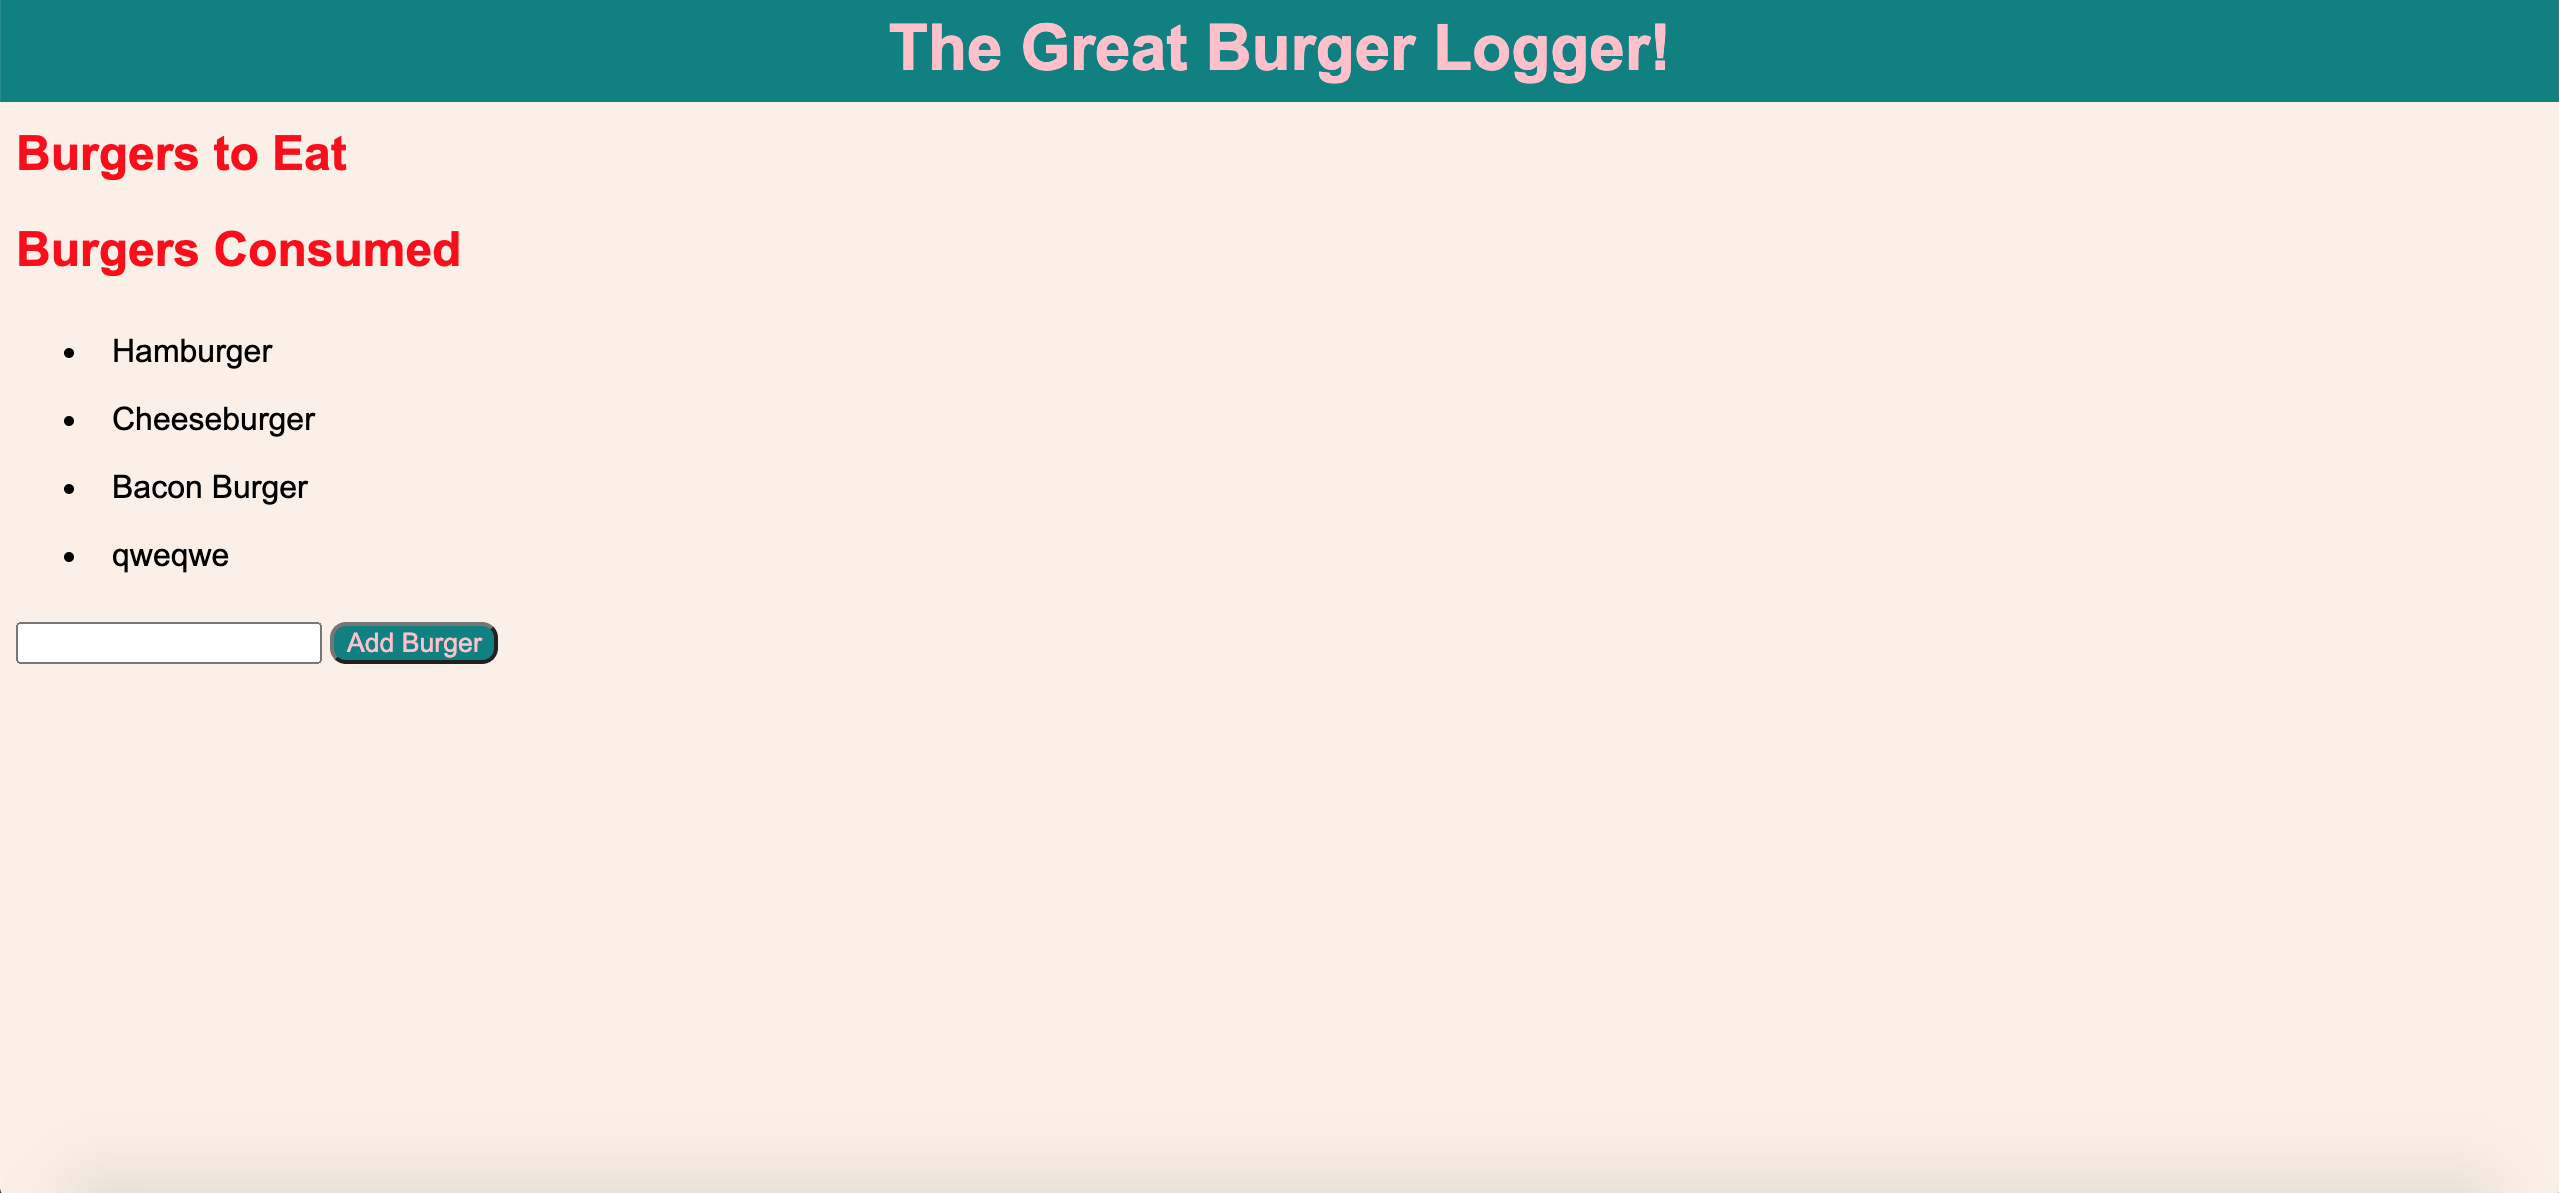 The Great Burger Logger!
Burgers to Eat
Burgers Consumed
Hamburger
Cheeseburger
Bacon Burger
qweqwe
Add Burger